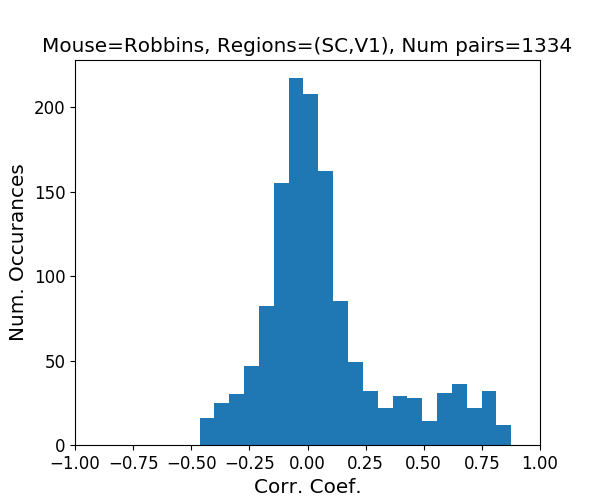 Mouse=Robbins, Regions=(SC,V1), Num pairs=1334
200
150
100
50
0
Num. Occurances
−1.00 −0.75 −0.50 −0.25 0.00 0.25 0.50 0.75 1.00
Corr. Coef.